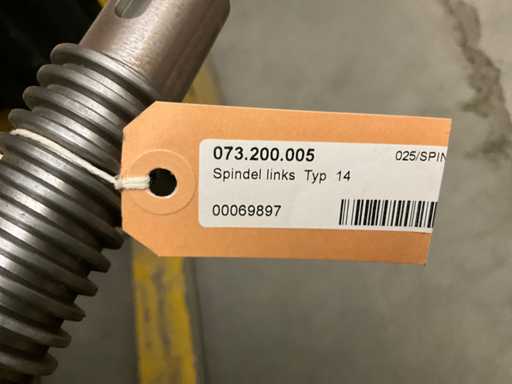 073.200.005 025/SPIN
Spindel links Typ 14
00069897